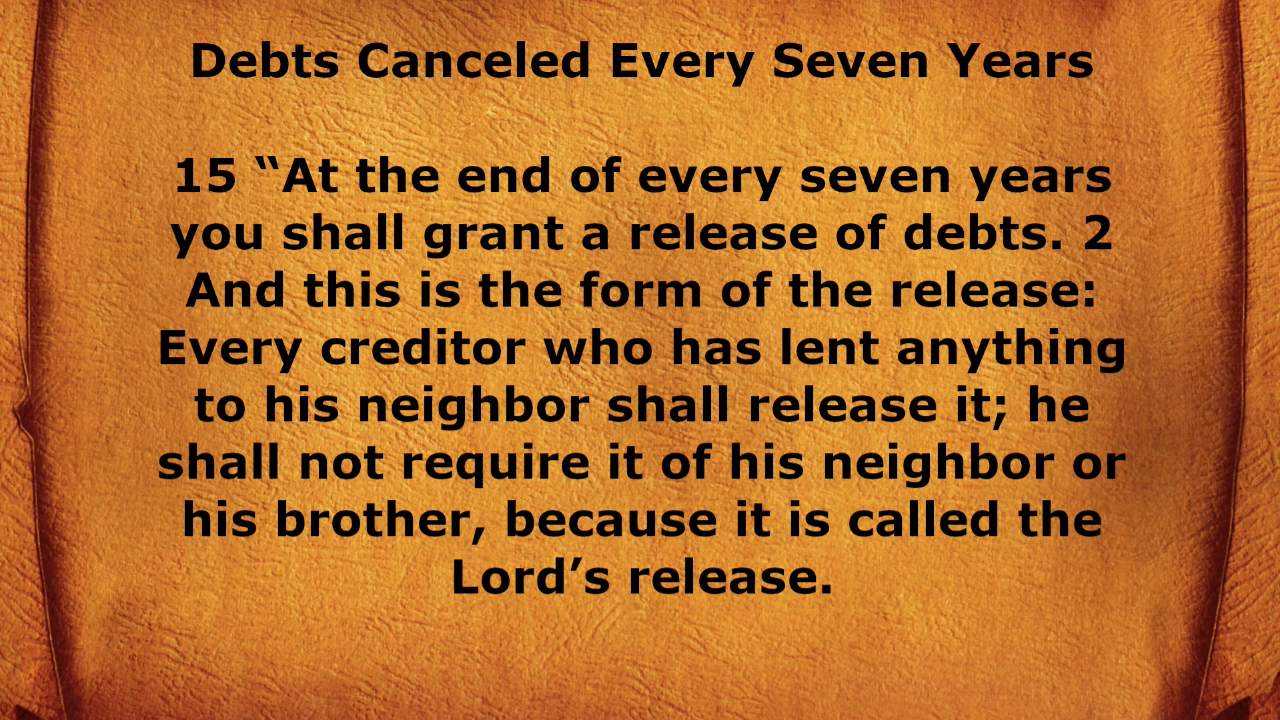 Debts Canceled Every Seven Years
15 “At the end of every seven years
you shall grant a release of debts. 2
And this is the form of the release:
Every creditor who has lent anything
to his neighbor shall release it; he
shall not require it of his neighbor or
his brother, because it is called the
Lord’s release.